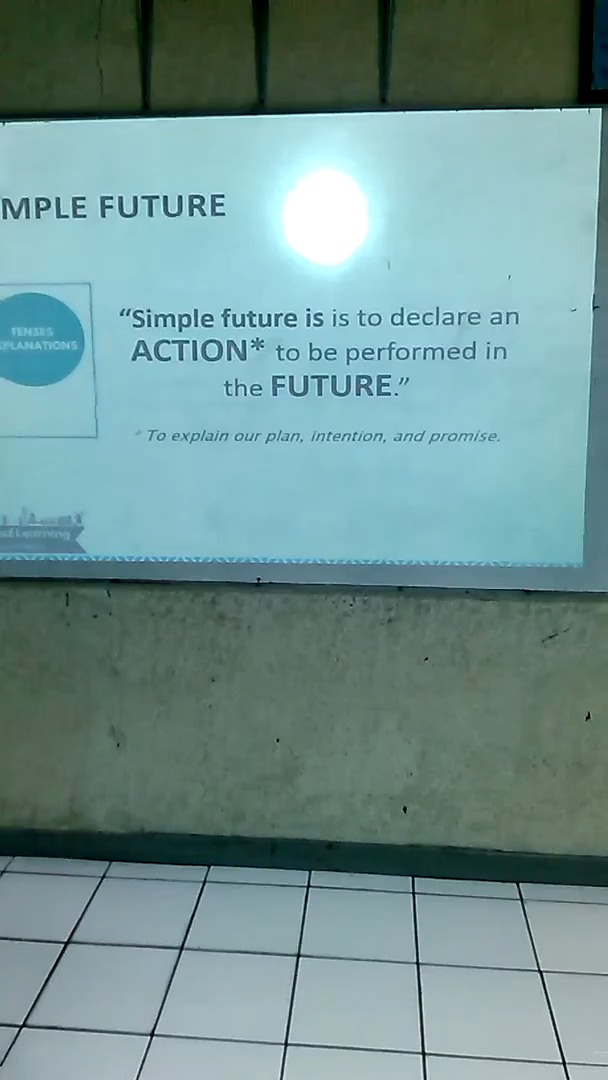 MPLE FUTURE
TENSES
PLANATIONS
“Simple future is is to declare an
ACTION* to be performed in
the FUTURE.”
* To explain our plan, intention, and promise.
Learning